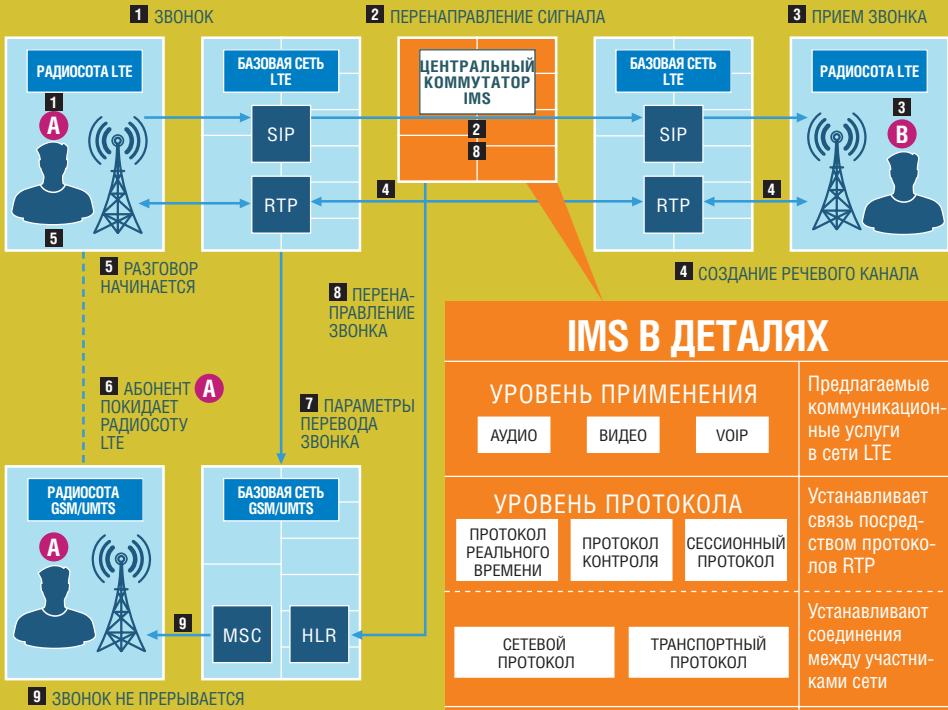 1 ЗВОНОК
2 ПЕРЕНАПРАВЛЕНИЕ СИГНАЛА
3 ПРИЕМ ЗВОНКА
РАДИОСОТА LTE
1
A
5
БАЗОВАЯ СЕТЬ
LTE
SIP
RTP
ЦЕНТРАЛЬНЫЙ
КОММУТАТОР
IMS
2
8
4
БАЗОВАЯ СЕТЬ
LTE
SIP
RTP
4
РАДИОСОТА LTE
3
B
5 РАЗГОВОР
НАЧИНАЕТСЯ
8 ПЕРЕНА-
ПРАВЛЕНИЕ
ЗВОНКА
4 СОЗДАНИЕ РЕЧЕВОГО КАНАЛА
6 АБОНЕНТ A
ПОКИДАЕТ
РАДИОСОТУ
LTE
7 ПАРАМЕТРЫ
ПЕРЕВОДА
ЗВОНКА
РАДИОСОТА
GSM/UMTS
A
9
БАЗОВАЯ СЕТЬ
GSM/UMTS
MSC
HLR
9 ЗВОНОК НЕ ПРЕРЫВАЕТСЯ
IMS В ДЕТАЛЯХ
УРОВЕНЬ ПРИМЕНЕНИЯ
АУДИО
ВИДЕО
VOIP
Предлагаемые
коммуникацион-
ные услуги
в сети LTE
УРОВЕНЬ ПРОТОКОЛА
ПРОТОКОЛ
РЕАЛЬНОГО
ВРЕМЕНИ
ПРОТОКОЛ
КОНТРОЛЯ
СЕССИОННЫЙ
ПРОТОКОЛ
Устанавливает
связь посред-
ством протоко-
лов RTP
СЕТЕВОЙ
ПРОТОКОЛ
ТРАНСПОРТНЫЙ
ПРОТОКОЛ
Устанавливают
соединения
между участни-
ками сети